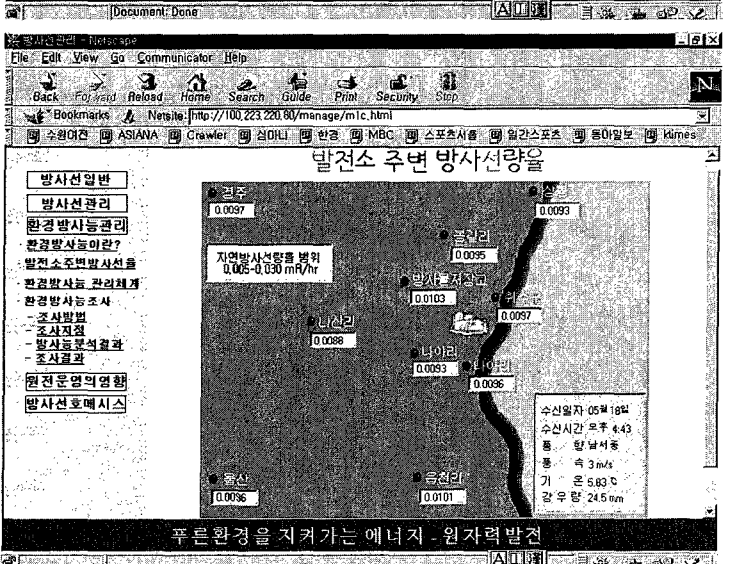 Document: Done
방사선관리 - Netscape
File Edit View Go Communicator Help
Back Forward Reload Home Search Guide Print Security Stop
Bookmarks Netsite: http://100.223.220.80/manage/m1c.html
수원여전 ASIANA Crawler 심마니 한경 MBC 스포츠서울 일간스포츠 동아일보 ktimes
발전소 주변 방사선량율
방사선일반
방사선관리
환경방사능관리
환경방사능이란?
발전소주변방사선율
환경방사능 관리체계
환경방사능조사
- 조사방법
- 조사지점
- 방사능분석결과
- 조사결과
원전운영의영향
방사선호메시스
경주
0.0097
0.0093
0.0095
자연방사선량율 범위
0.005-0.030 mR/hr
0.0103
0.0097
나산리
0.0088
나아리
0.0093
0.0096
울산
0.0096
읍천리
0.0101
수신일자 05월 18일
수신시간 오후 4:43
풍 향 남서풍
풍 속 3 m/s
기 온 5.83 C
강 우 량 24.5 mm
푸른환경을 지켜가는 에너지 - 원자력발전